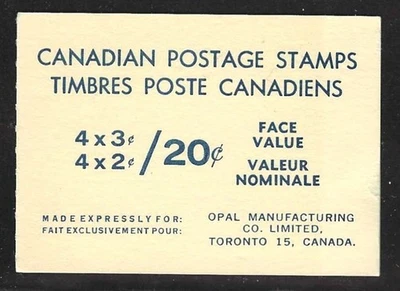 CANADIAN POSTAGE STAMPS
TIMBRES POSTE CANADIENS
4 x 3¢
4 x 2¢ / 20¢
FACE VALUE
VALEUR NOMINALE
MADE EXPRESSLY FOR:
FAIT EXCLUSIVEMENT POUR:
OPAL MANUFACTURING
CO. LIMITED,
TORONTO 15, CANADA.